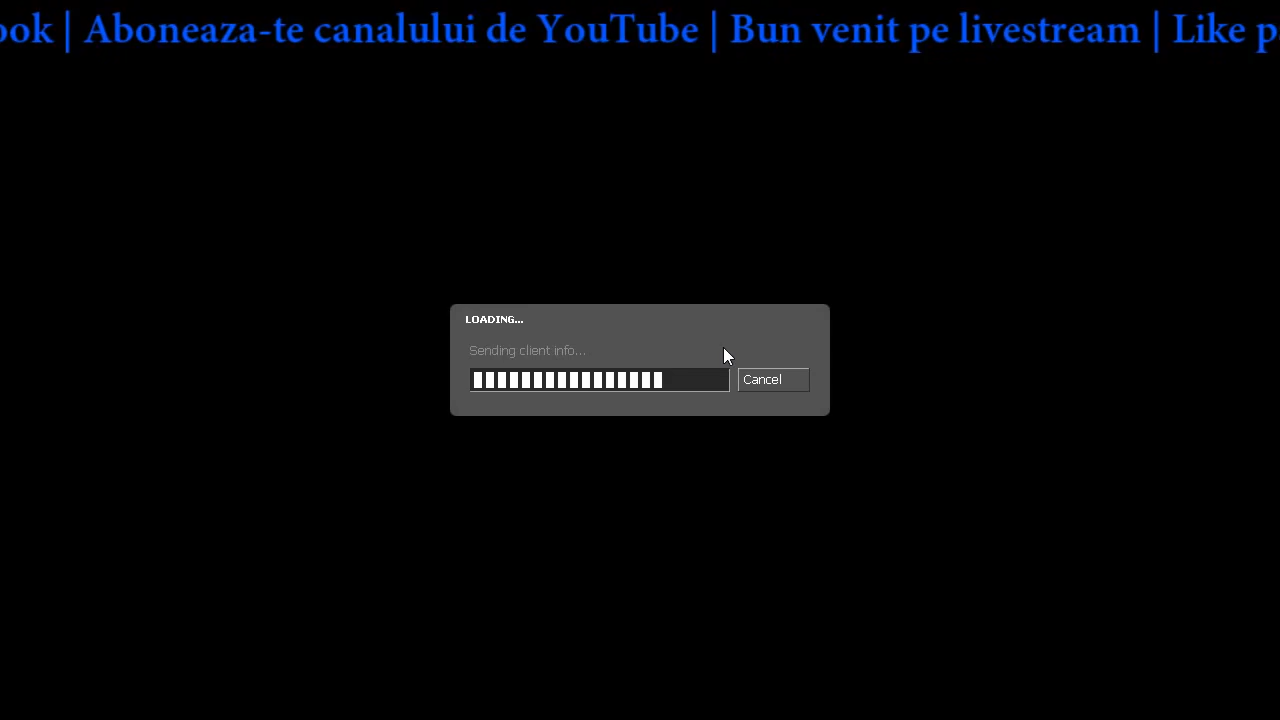 ook | Aboneaza-te canalului de YouTube | Bun venit pe livestream | Like p
LOADING...
Sending client info...
Cancel